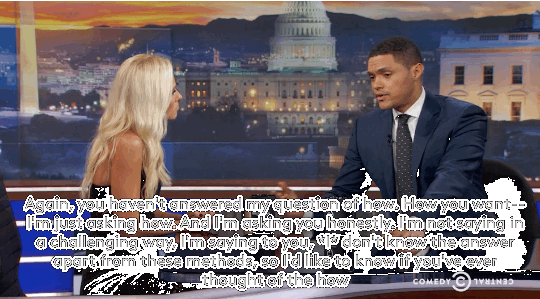 Again, you haven't answered my question of how. How you want--
I'm just asking how. And I'm asking you honestly. I'm not saying in
a challenging way, I'm saying to you, *I* don't know the answer
apart from these methods, so I'd like to know if you've ever
thought of the how
COMEDY CENTRAL